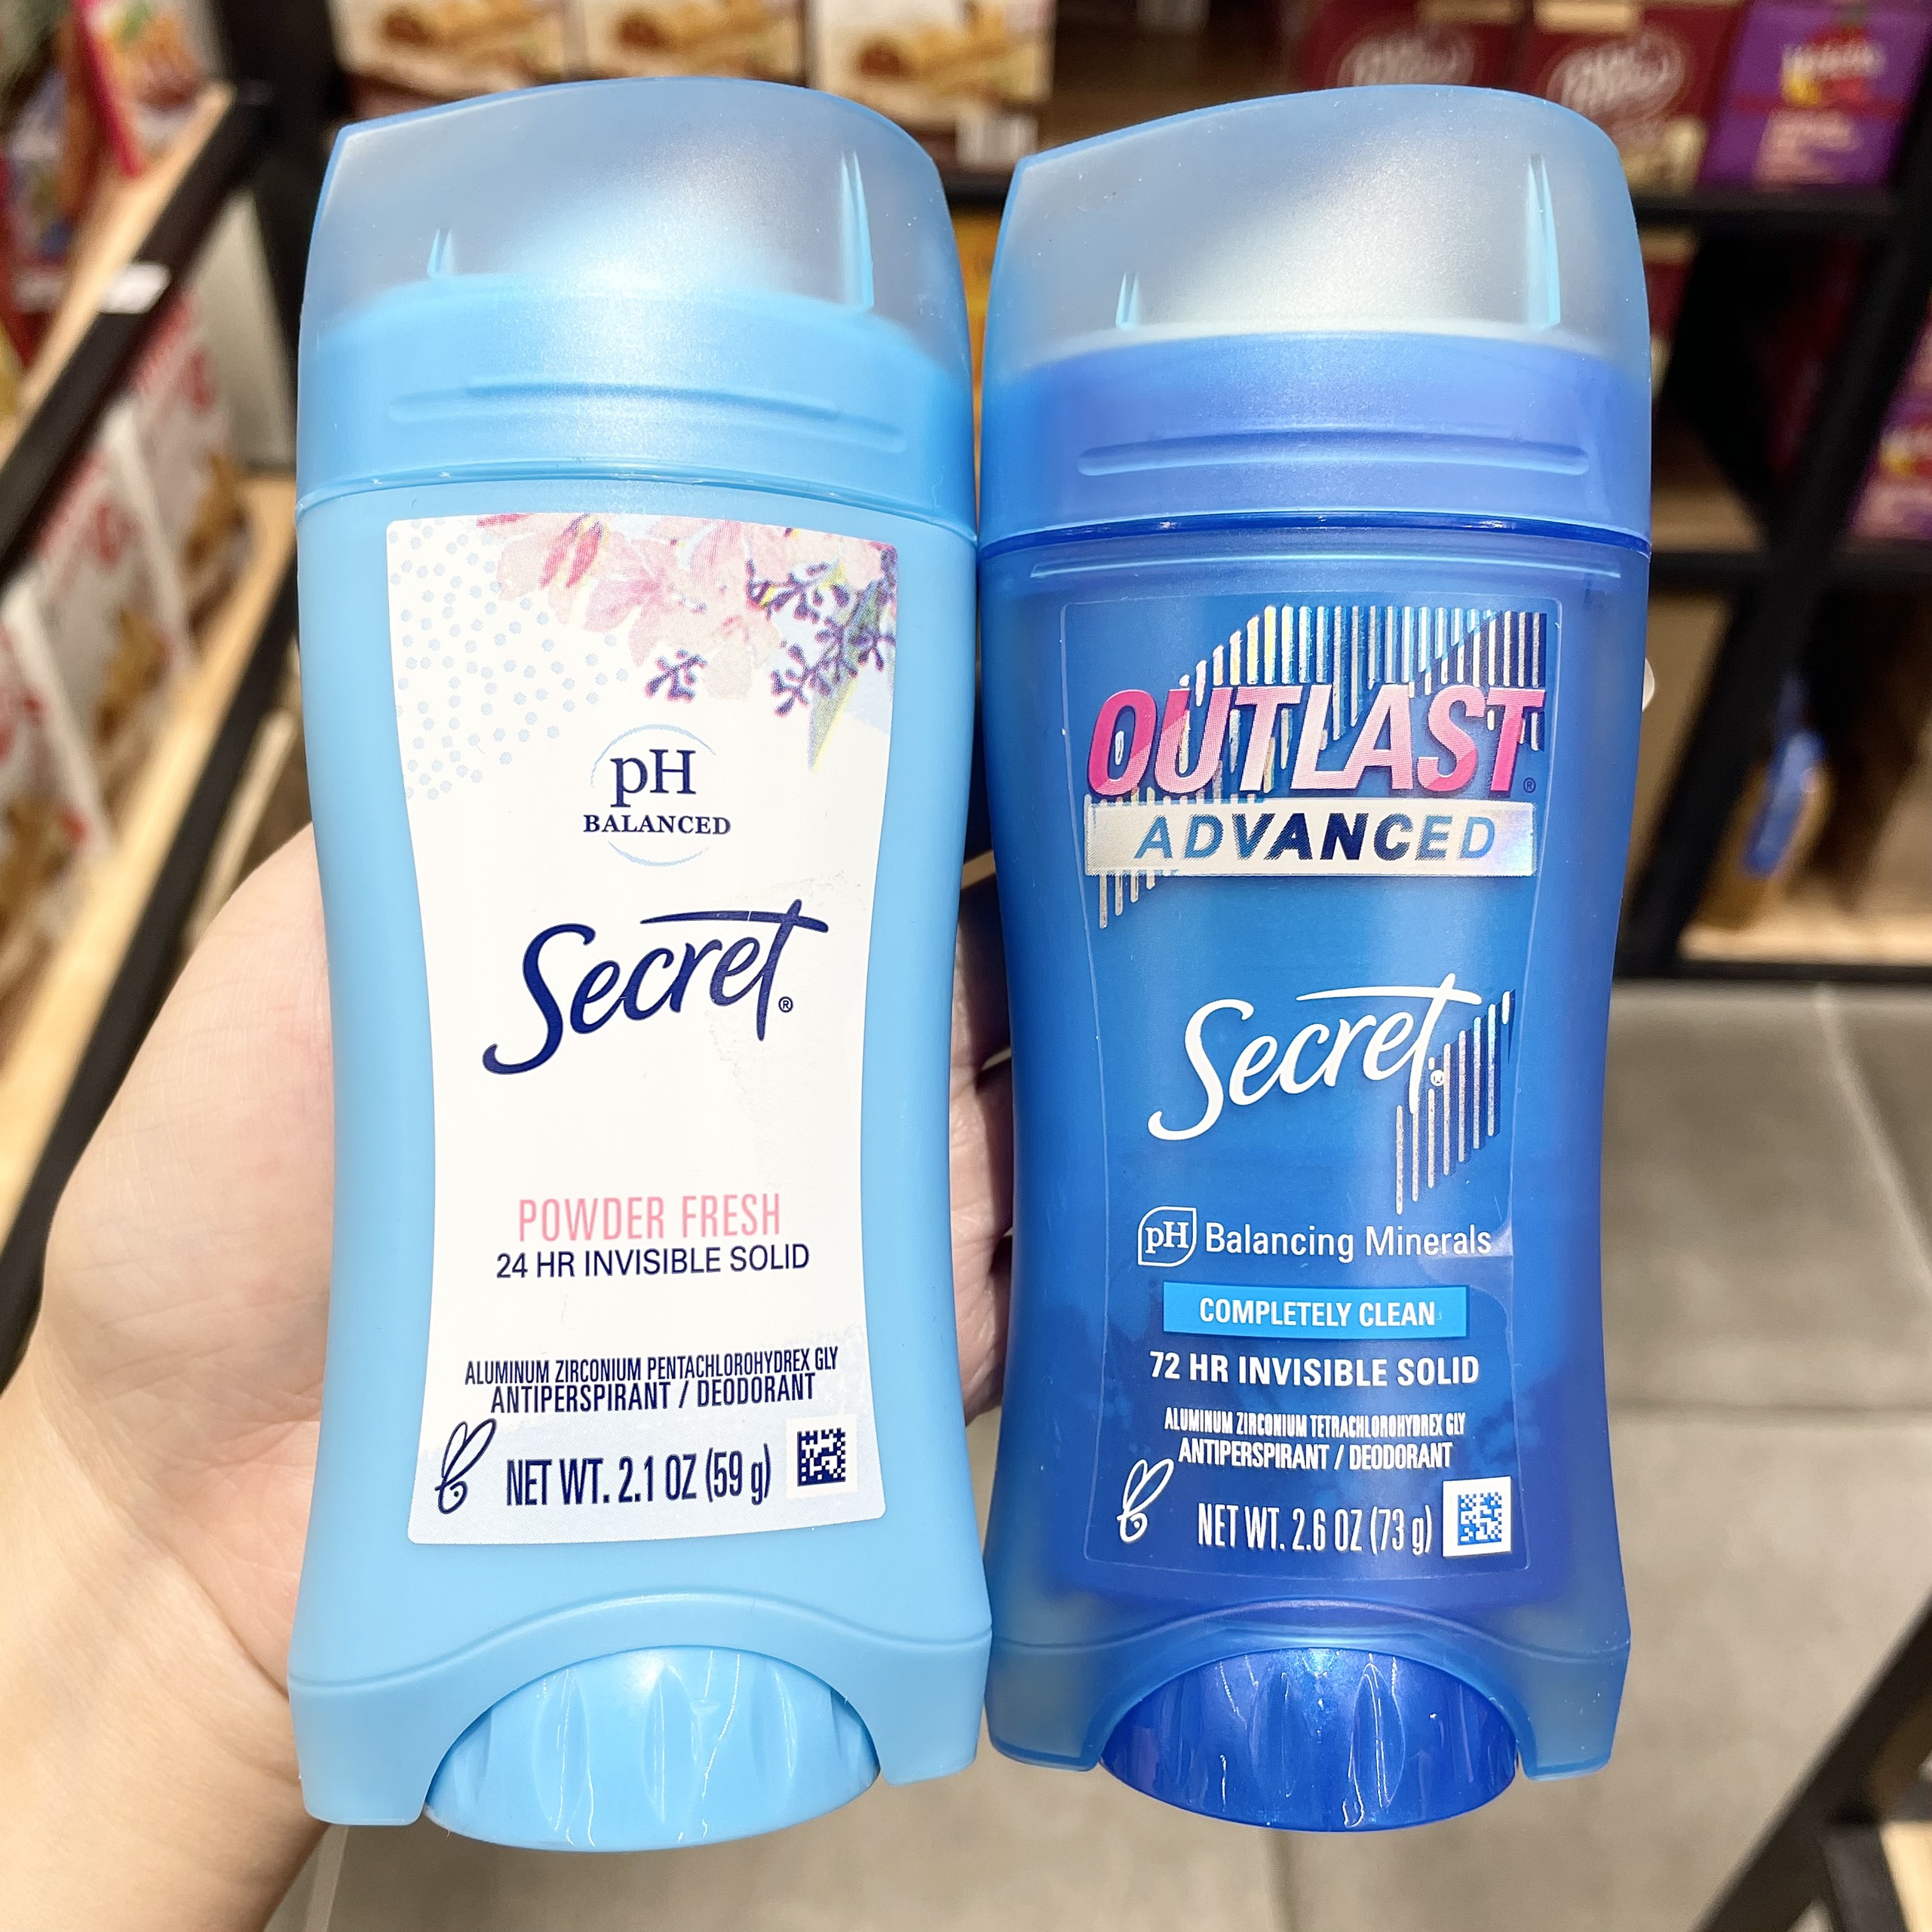 pH
BALANCED
Secret®
POWDER FRESH
24 HR INVISIBLE SOLID
ALUMINUM ZIRCONIUM PENTACHLOROHYDREX GLY
ANTIPERSPIRANT / DEODORANT
NET WT. 2.1 OZ (59 g)
OUTLAST®
ADVANCED
Secret®
pH Balancing Minerals
COMPLETELY CLEAN
72 HR INVISIBLE SOLID
ALUMINUM ZIRCONIUM TETRACHLOROHYDREX GLY
ANTIPERSPIRANT / DEODORANT
NET WT. 2.6 OZ (73 g)